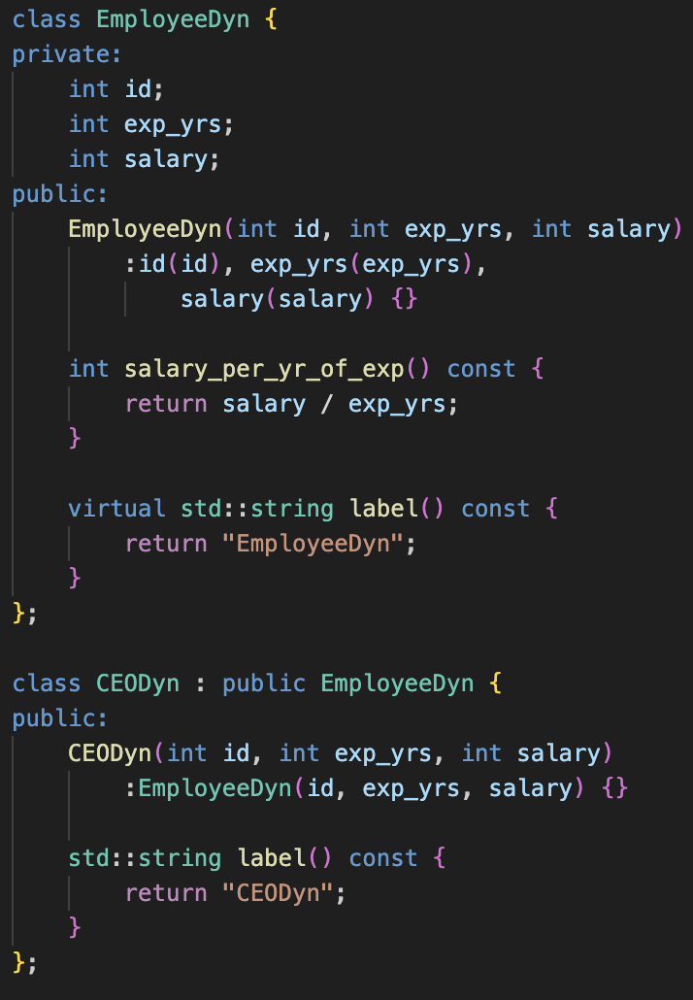 class EmployeeDyn {
private:
    int id;
    int exp_yrs;
    int salary;
public:
    EmployeeDyn(int id, int exp_yrs, int salary)
        :id(id), exp_yrs(exp_yrs),
            salary(salary) {}

    int salary_per_yr_of_exp() const {
        return salary / exp_yrs;
    }

    virtual std::string label() const {
        return "EmployeeDyn";
    }
};

class CEODyn : public EmployeeDyn {
public:
    CEODyn(int id, int exp_yrs, int salary)
        :EmployeeDyn(id, exp_yrs, salary) {}

    std::string label() const {
        return "CEODyn";
    }
};